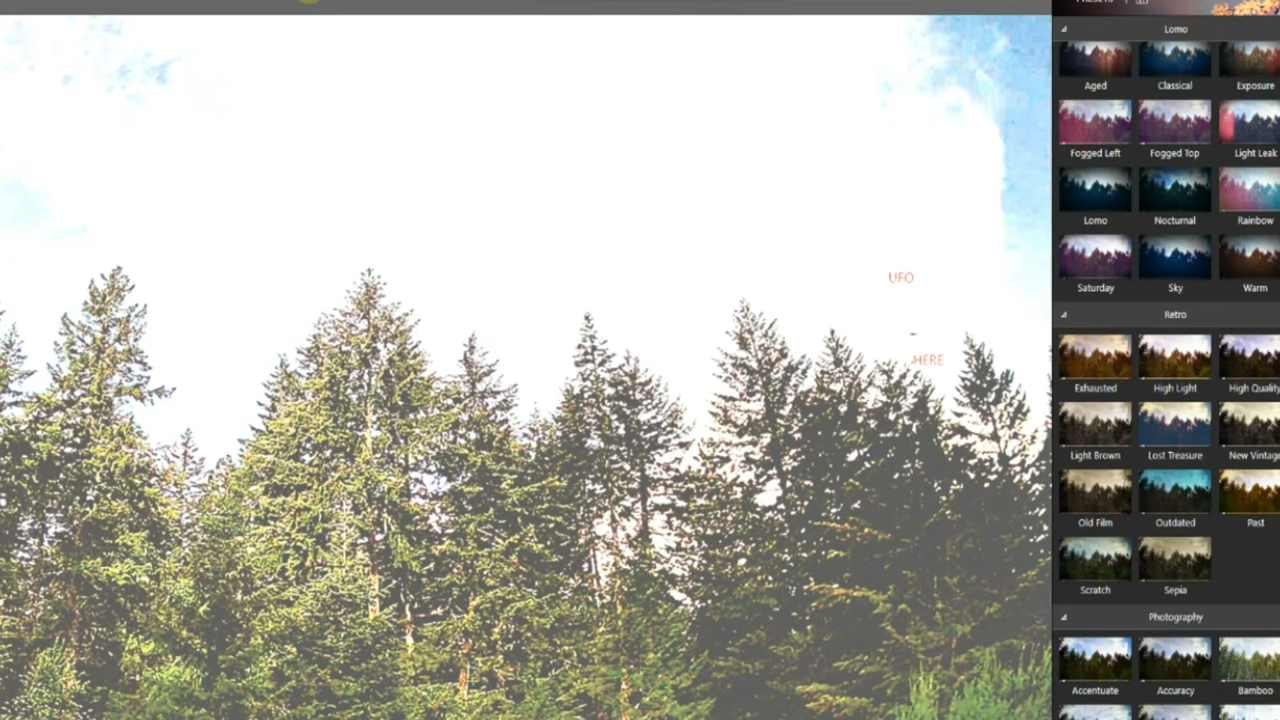 PRESETS
Lomo
Aged Classical Exposure
Fogged Left Fogged Top Light Leak
Lomo Nocturnal Rainbow
Saturday Sky Warm
UFO
HERE
Retro
Exhausted High Light High Quality
Light Brown Lost Treasure New Vintage
Old Film Outdated Past
Scratch Sepia
Photography
Accentuate Accuracy Bamboo